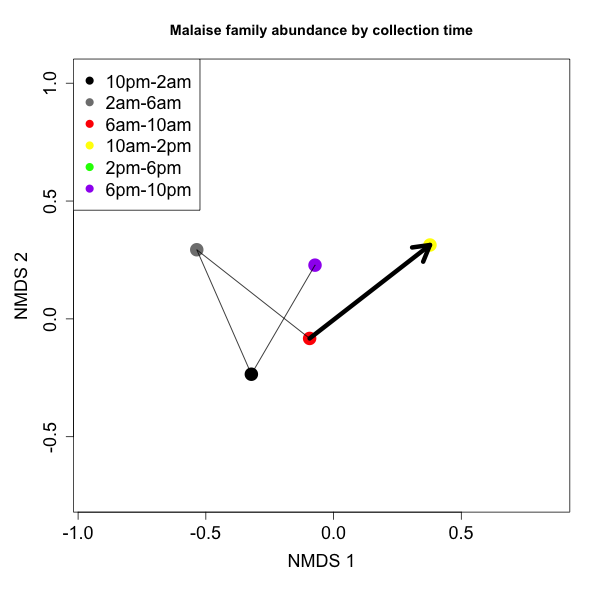 Malaise family abundance by collection time
10pm-2am
2am-6am
6am-10am
10am-2pm
2pm-6pm
6pm-10pm
1.0
0.5
0.0
-0.5
NMDS 2
-1.0 -0.5 0.0 0.5
NMDS 1